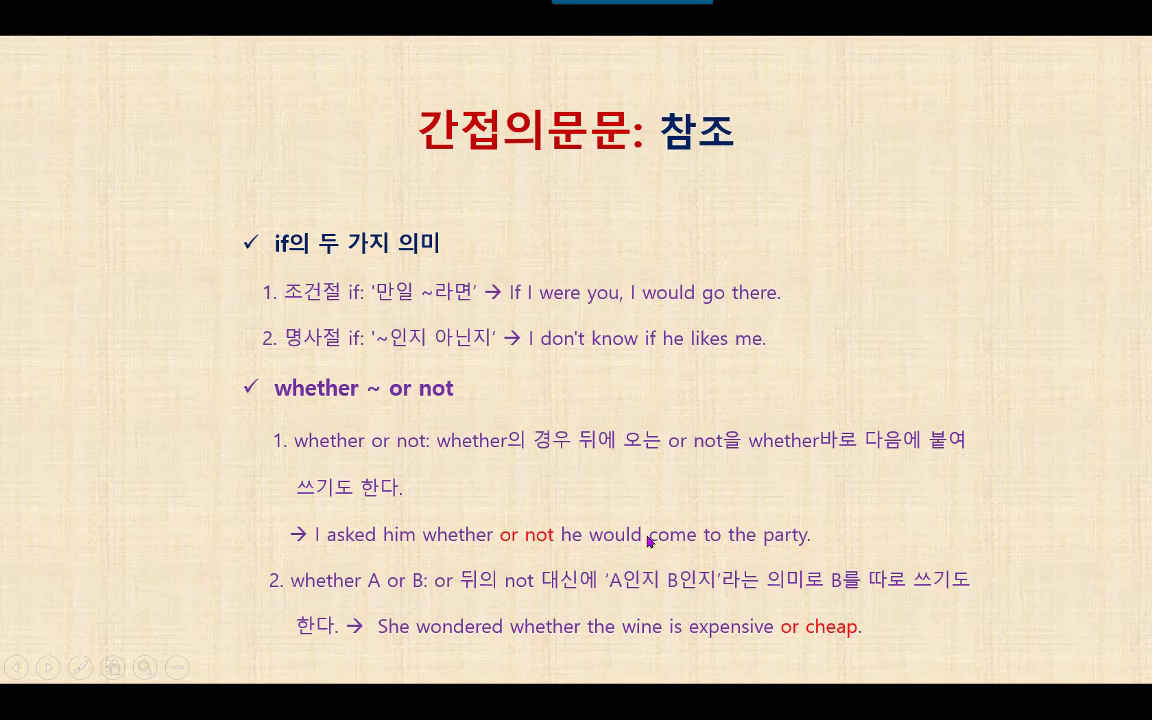 간접의문문: 참조
✓ if의 두 가지 의미
1. 조건절 if: '만일 ~라면’ → If I were you, I would go there.
2. 명사절 if: '~인지 아닌지’ → I don't know if he likes me.
✓ whether ~ or not
1. whether or not: whether의 경우 뒤에 오는 or not을 whether바로 다음에 붙여
쓰기도 한다.
→ I asked him whether or not he would come to the party.
2. whether A or B: or 뒤의 not 대신에 ‘A인지 B인지’라는 의미로 B를 따로 쓰기도
한다. → She wondered whether the wine is expensive or cheap.